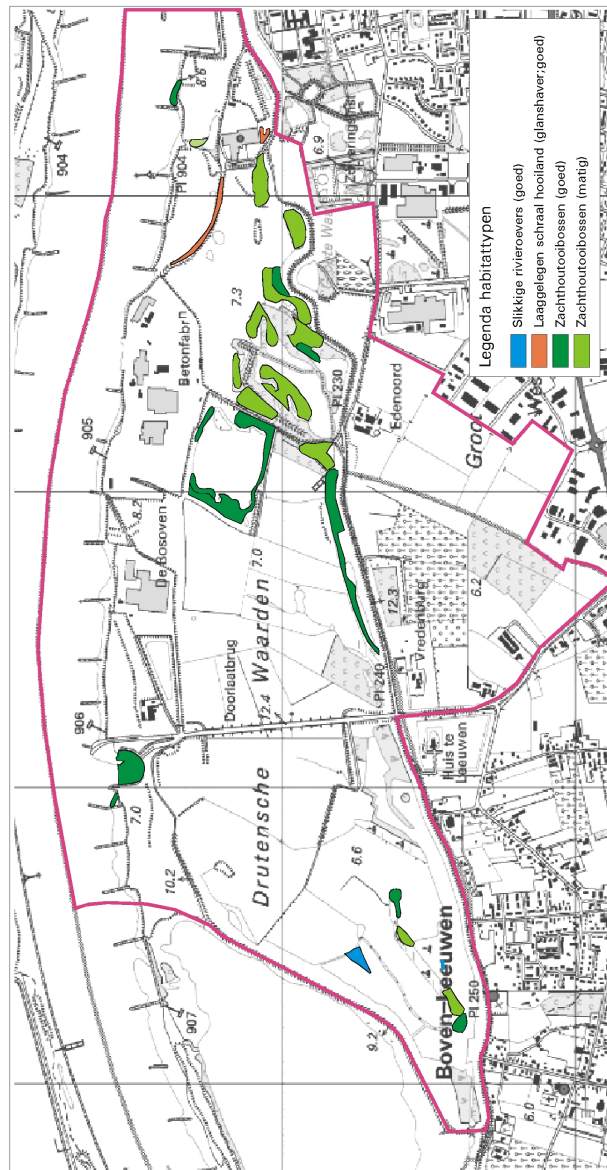 904
8.6
PI 904
6.9
7.3
Betonfabrn
905
PI 230
Edenoord
Groot
8.2
De Bosoven
7.0
Waarden
12.3
Vredenburg
6.2
PI 240
Doorlaatbrug
12.4
906
7.0
Huis te
Leeuwen
Drutensche
10.2
6.6
Boven-Leeuwen
PI 250
9.2
907
6.0
Legenda habitattypen
Slikkige rivieroevers (goed)
Laaggelegen schraal hooiland (glanshaver;goed)
Zachthoutooibossen (goed)
Zachthoutooibossen (matig)